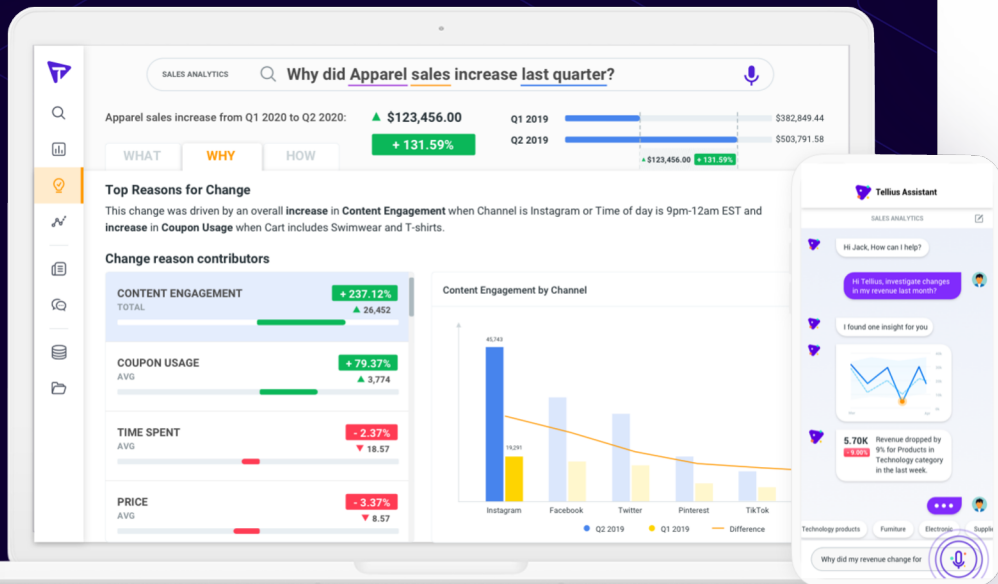 SALES ANALYTICS
Why did Apparel sales increase last quarter?
Apparel sales increase from Q1 2020 to Q2 2020:
$123,456.00
+ 131.59%
Q1 2019
$382,849.44
Q2 2019
$503,791.58
$123,456.00
+ 131.59%
WHAT
WHY
HOW
Top Reasons for Change
This change was driven by an overall increase in Content Engagement when Channel is Instagram or Time of day is 9pm-12am EST and
increase in Coupon Usage when Cart includes Swimwear and T-shirts.
Change reason contributors
CONTENT ENGAGEMENT
+ 237.12%
TOTAL
26,452
COUPON USAGE
+ 79.37%
AVG
3,774
TIME SPENT
- 2.37%
AVG
18.57
PRICE
- 3.37%
AVG
8.57
Content Engagement by Channel
45,743
19,291
Instagram
Facebook
Twitter
Pinterest
TikTok
Q2 2019
Q1 2019
Difference
Tellius Assistant
SALES ANALYTICS
Hi Jack, How can I help?
Hi Tellius, investigate changes
in my revenue last month?
I found one insight for you
5.70K
- 9.00%
Revenue dropped by
9% for Products in
Technology category
in the last week.
Technology products
Furniture
Electronic
Supplie
Why did my revenue change for